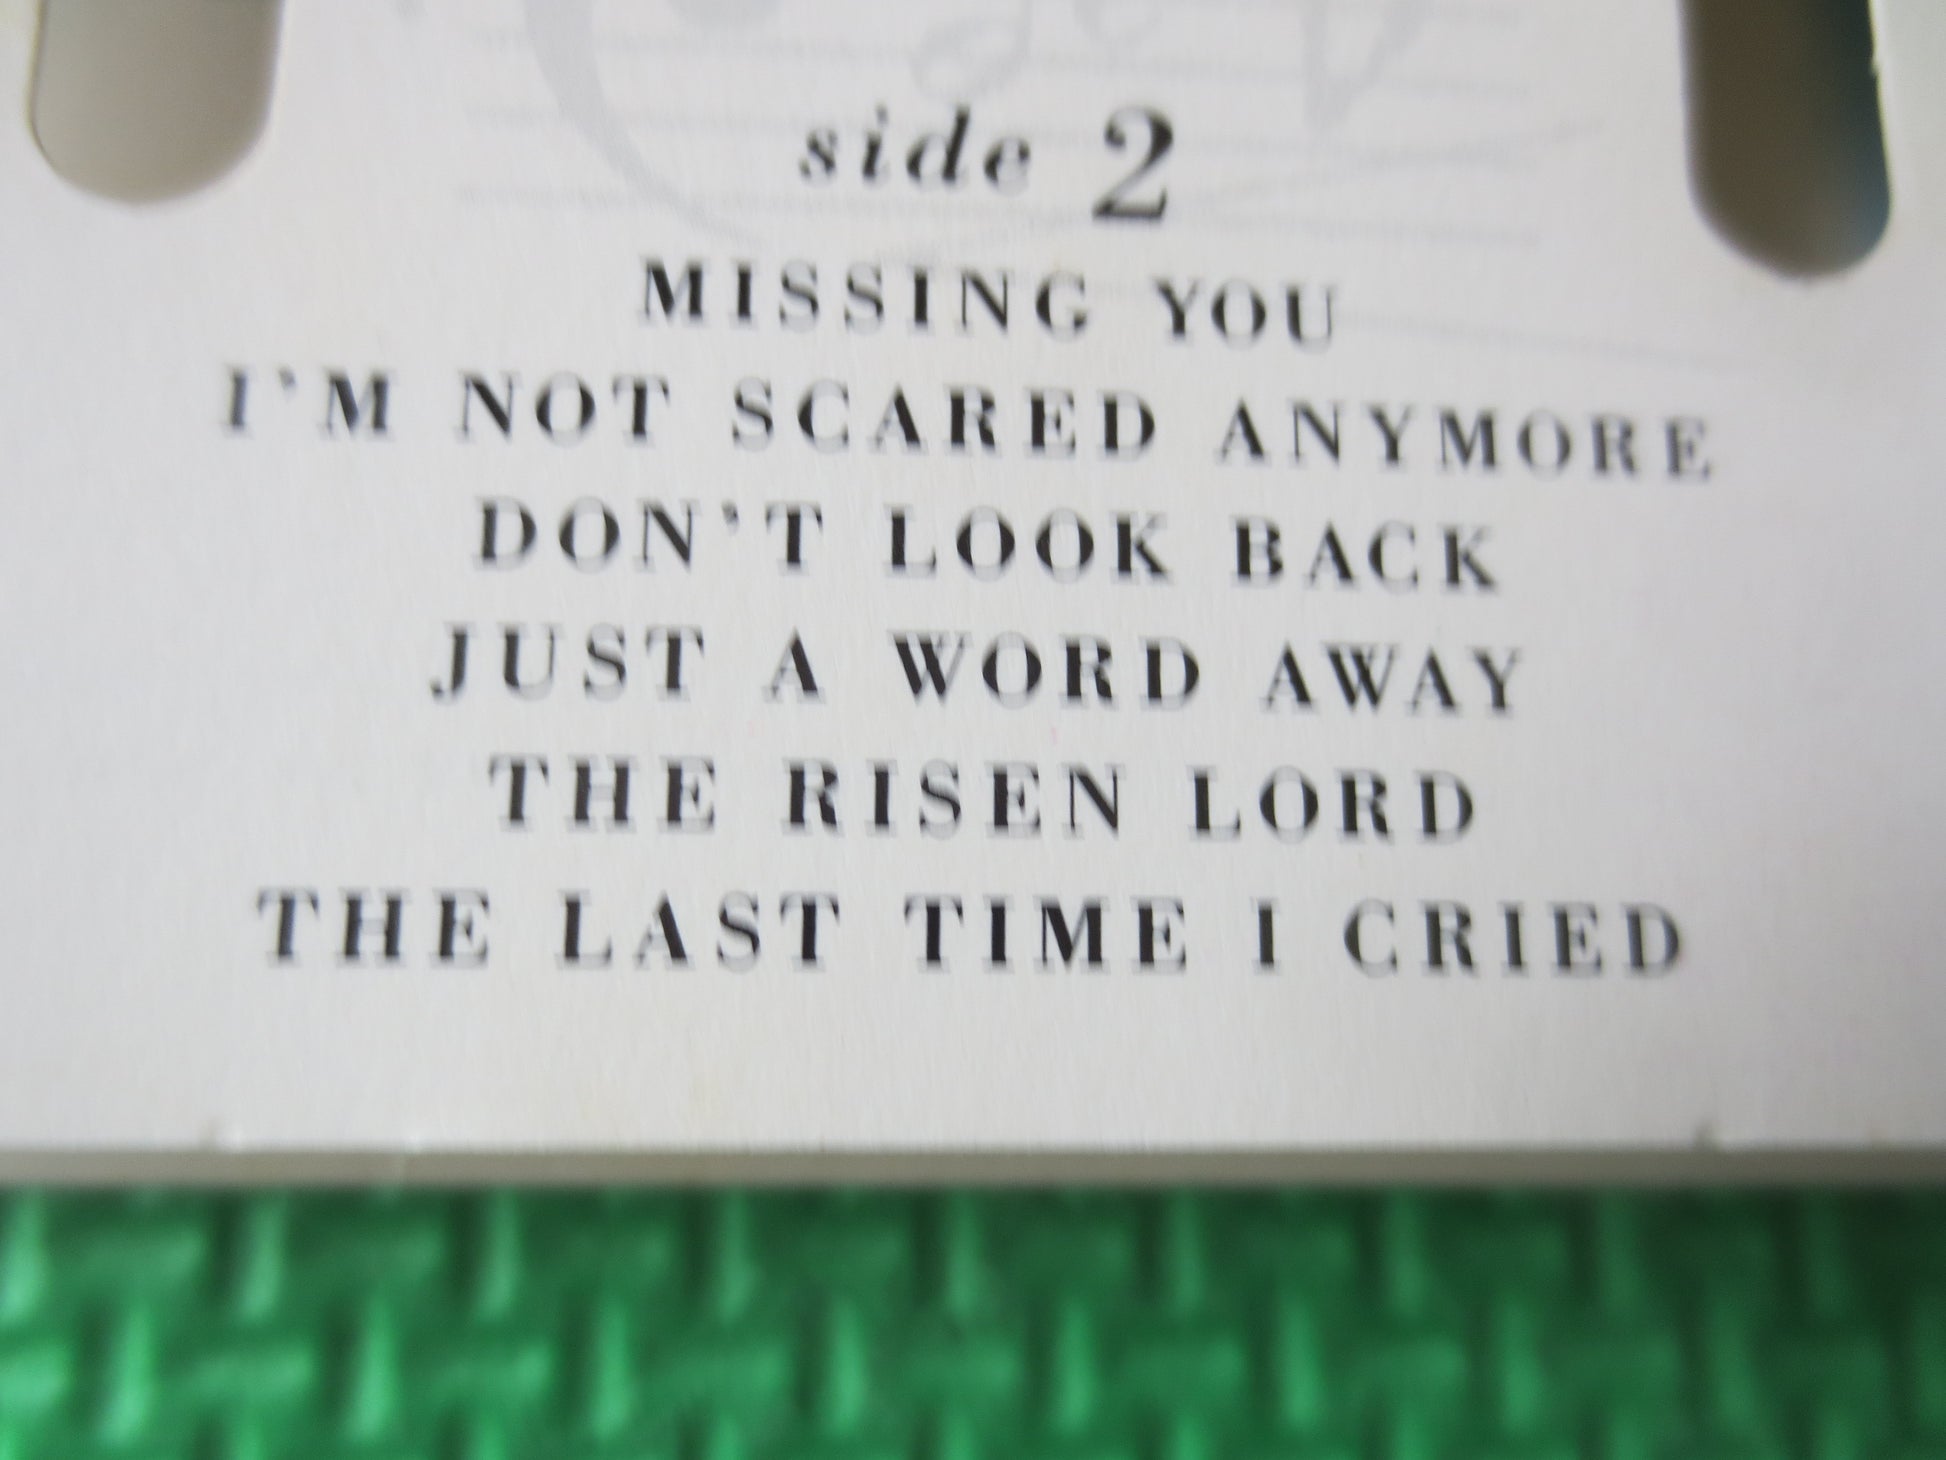 side 2
MISSING YOU
I'M NOT SCARED ANYMORE
DON'T LOOK BACK
JUST A WORD AWAY
THE RISEN LORD
THE LAST TIME I CRIED